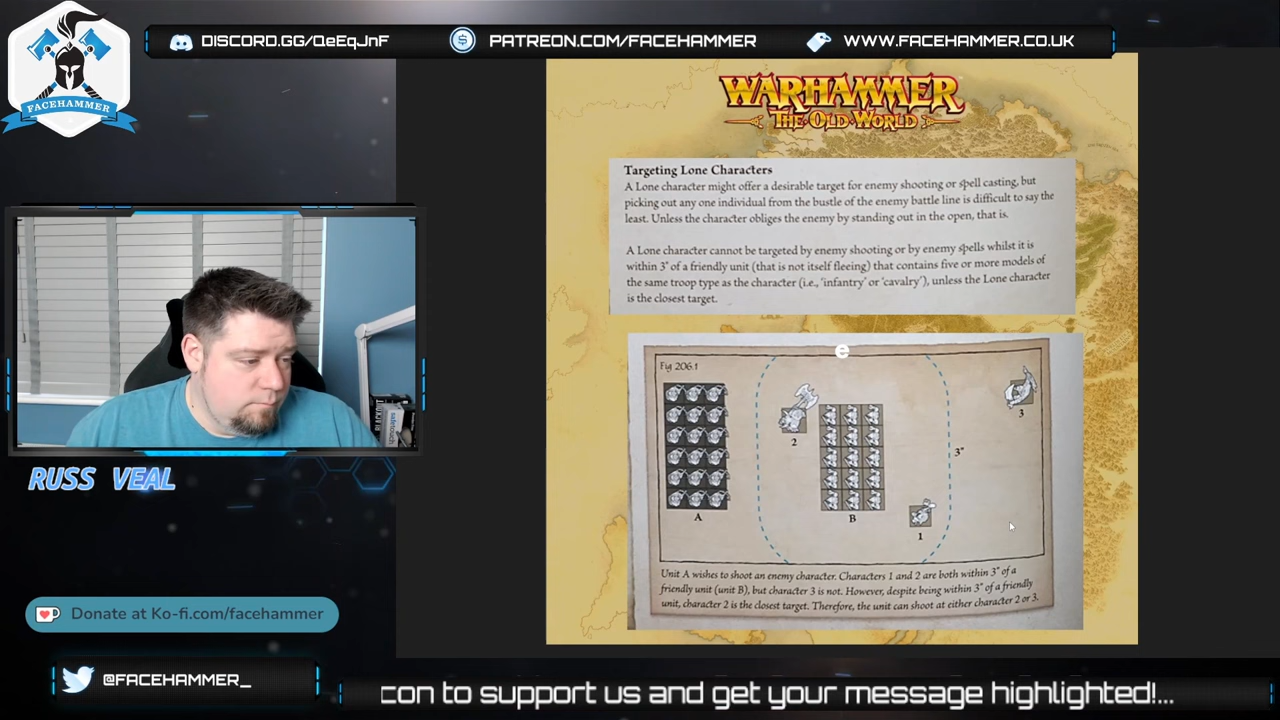 DISCORD.GG/QeEqJnF
PATREON.COM/FACEHAMMER
WWW.FACEHAMMER.CO.UK
FACEHAMMER
WARHAMMER
THE OLD WORLD
Targeting Lone Characters
A Lone character might offer a desirable target for enemy shooting or spell casting, but
picking out any one individual from the bustle of the enemy battle line is difficult to say the
least. Unless the character obliges the enemy by standing out in the open, that is.
A Lone character cannot be targeted by enemy shooting or by enemy spells whilst it is
within 3" of a friendly unit (that is not itself fleeing) that contains five or more models of
the same troop type as the character (i.e., 'infantry' or 'cavalry'), unless the Lone character
is the closest target.
e
Fig 206.1
3
2
3"
A
B
1
Unit A wishes to shoot an enemy character. Characters 1 and 2 are both within 3" of a
friendly unit (unit B), but character 3 is not. However, despite being within 3" of a friendly
unit, character 2 is the closest target. Therefore, the unit can shoot at either character 2 or 3.
RUSS VEAL
Donate at Ko-fi.com/facehammer
@FACEHAMMER_
con to support us and get your message highlighted!...